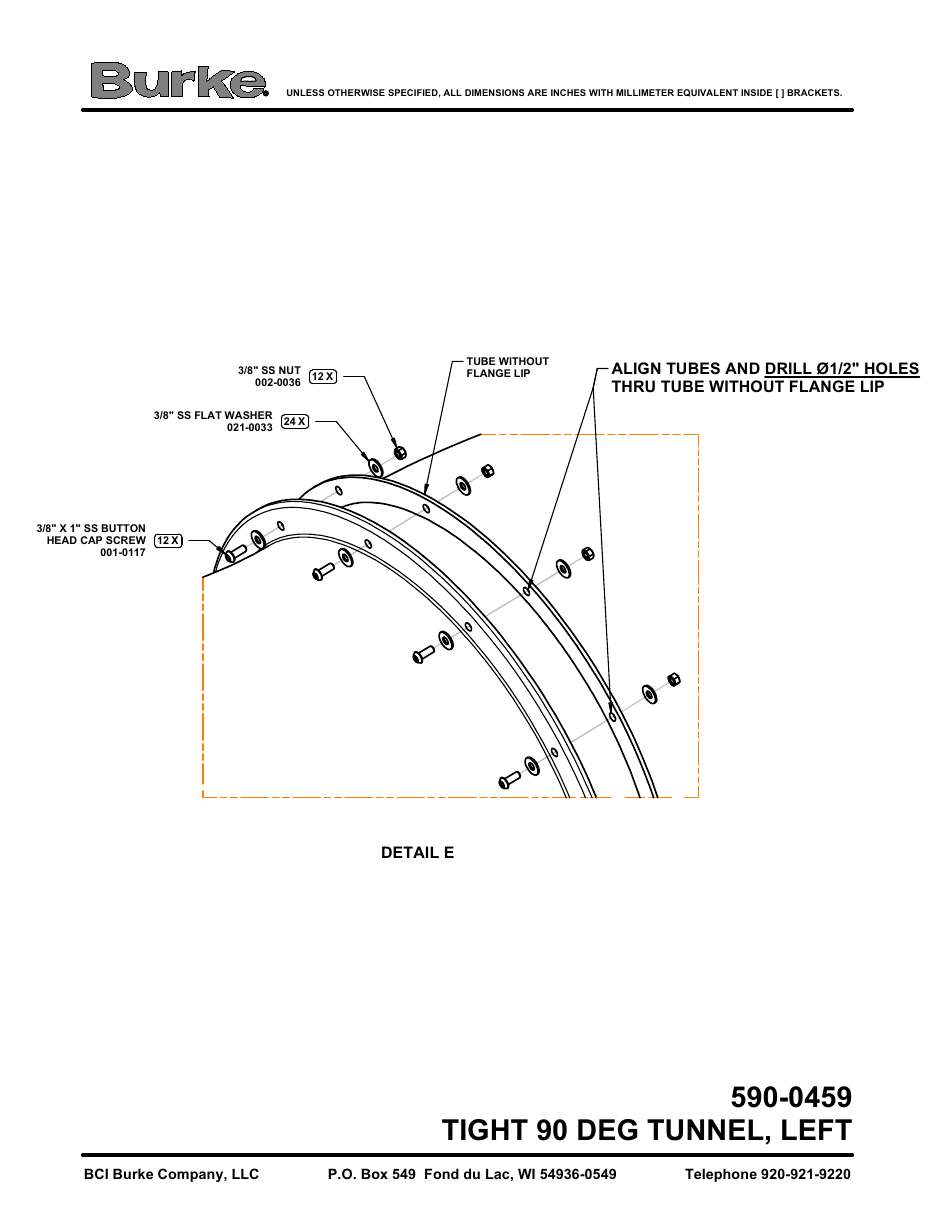 Burke
UNLESS OTHERWISE SPECIFIED, ALL DIMENSIONS ARE INCHES WITH MILLIMETER EQUIVALENT INSIDE [ ] BRACKETS.
3/8" SS NUT
002-0036
12 X
TUBE WITHOUT
FLANGE LIP
ALIGN TUBES AND DRILL Ø1/2" HOLES
THRU TUBE WITHOUT FLANGE LIP
3/8" SS FLAT WASHER
021-0033
24 X
3/8" X 1" SS BUTTON
HEAD CAP SCREW
001-0117
12 X
DETAIL E
590-0459
TIGHT 90 DEG TUNNEL, LEFT
BCI Burke Company, LLC P.O. Box 549 Fond du Lac, WI 54936-0549 Telephone 920-921-9220